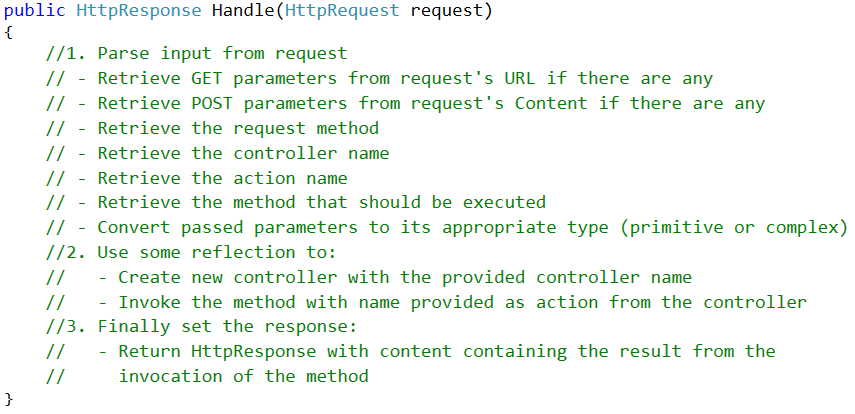 public HttpResponse Handle(HttpRequest request)
{
    //1. Parse input from request
    // - Retrieve GET parameters from request's URL if there are any
    // - Retrieve POST parameters from request's Content if there are any
    // - Retrieve the request method
    // - Retrieve the controller name
    // - Retrieve the action name
    // - Retrieve the method that should be executed
    // - Convert passed parameters to its appropriate type (primitive or complex)
    //2. Use some reflection to:
    //   - Create new controller with the provided controller name
    //   - Invoke the method with name provided as action from the controller
    //3. Finally set the response:
    //   - Return HttpResponse with content containing the result from the
    //     invocation of the method
}